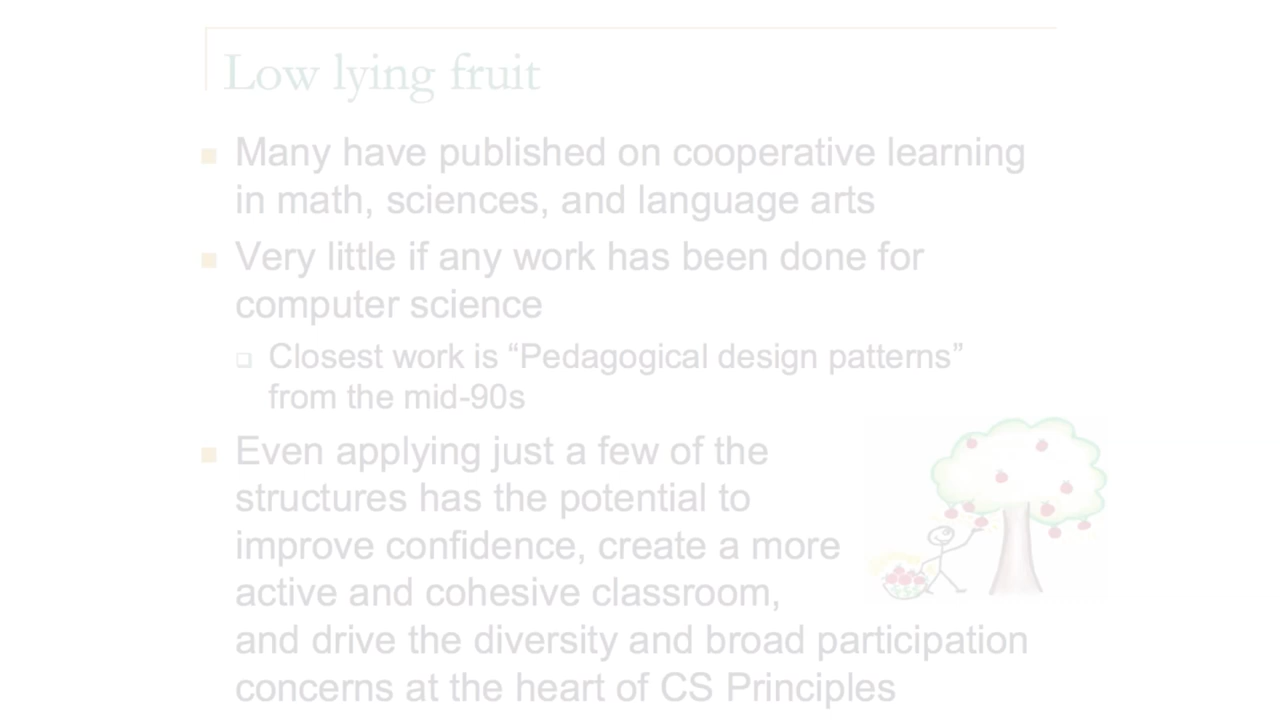 Low lying fruit
Many have published on cooperative learning
in math, sciences, and language arts
Very little if any work has been done for
computer science
Closest work is “Pedagogical design patterns”
from the mid-90s
Even applying just a few of the
structures has the potential to
improve confidence, create a more
active and cohesive classroom,
and drive the diversity and broad participation
concerns at the heart of CS Principles